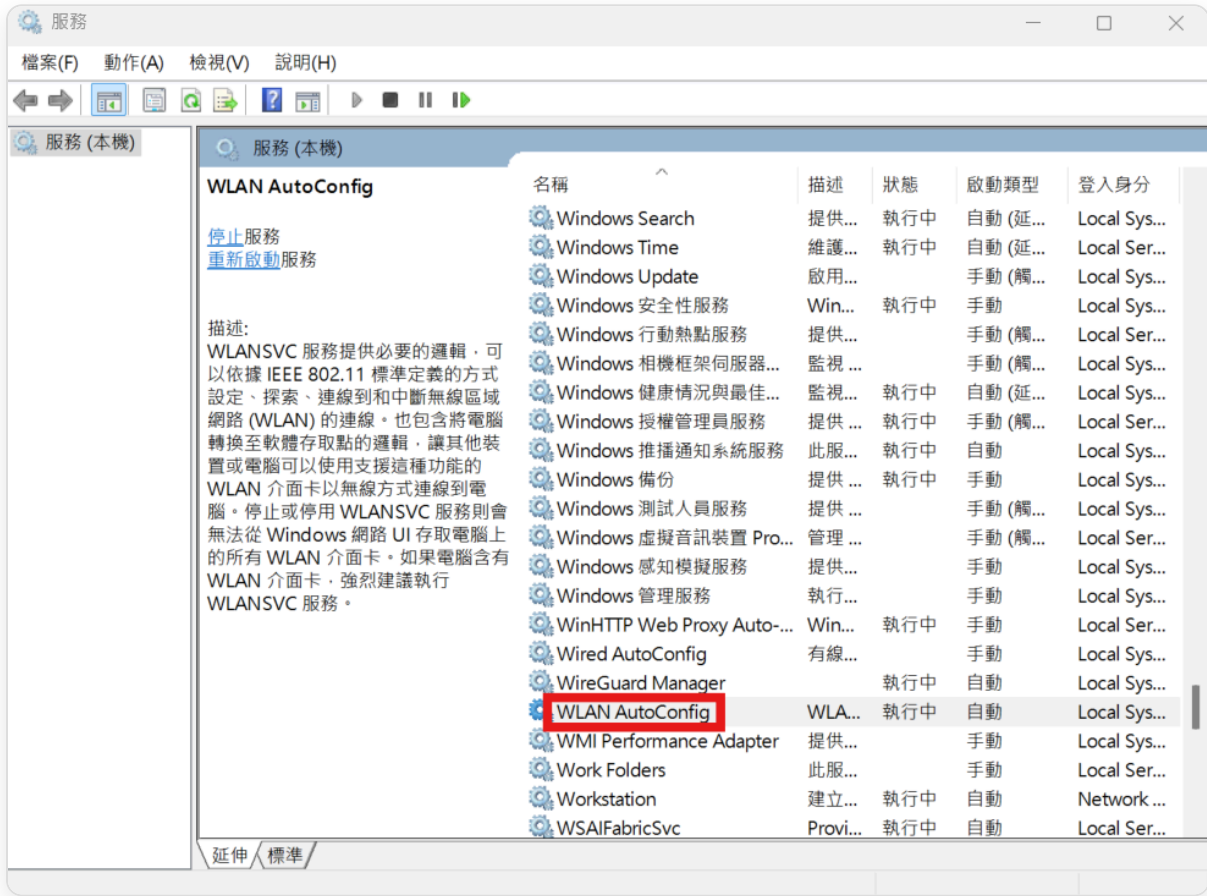 服務
檔案(F) 動作(A) 檢視(V) 說明(H)
服務 (本機)
服務 (本機)
WLAN AutoConfig
停止服務
重新啟動服務
描述:
WLANSVC 服務提供必要的邏輯，可
以依據 IEEE 802.11 標準定義的方式
設定、探索、連線到和中斷無線區域
網路 (WLAN) 的連線。也包含將電腦
轉換至軟體存取點的邏輯，讓其他裝
置或電腦可以使用支援這種功能的
WLAN 介面卡以無線方式連線到電
腦。停止或停用 WLANSVC 服務則會
無法從 Windows 網路 UI 存取電腦上
的所有 WLAN 介面卡。如果電腦含有
WLAN 介面卡，強烈建議執行
WLANSVC 服務。
名稱 描述 狀態 啟動類型 登入身分
Windows Search 提供... 執行中 自動 (延... Local Sys...
Windows Time 維護... 執行中 自動 (延... Local Ser...
Windows Update 啟用... 手動 (觸... Local Sys...
Windows 安全性服務 Win... 執行中 手動 Local Sys...
Windows 行動熱點服務 提供... 手動 (觸... Local Ser...
Windows 相機框架伺服器... 監視 ... 手動 (觸... Local Sys...
Windows 健康情況與最佳... 監視... 執行中 自動 (延... Local Sys...
Windows 授權管理員服務 提供 ... 執行中 手動 (觸... Local Ser...
Windows 推播通知系統服務 此服... 執行中 自動 Local Sys...
Windows 備份 提供 ... 執行中 手動 Local Sys...
Windows 測試人員服務 提供 ... 手動 (觸... Local Sys...
Windows 虛擬音訊裝置 Pro... 管理 ... 手動 (觸... Local Sys...
Windows 感知模擬服務 提供... 手動 Local Sys...
Windows 管理服務 執行... 手動 Local Sys...
WinHTTP Web Proxy Auto-... Win... 執行中 手動 Local Ser...
Wired AutoConfig 有線... 手動 Local Sys...
WireGuard Manager 執行中 自動 Local Sys...
WLAN AutoConfig WLA... 執行中 自動 Local Sys...
WMI Performance Adapter 提供... 手動 Local Sys...
Work Folders 此服... 手動 Local Ser...
Workstation 建立... 執行中 自動 Network ...
WSAIFabricSvc Provi... 執行中 自動 Local Ser...
延伸 標準